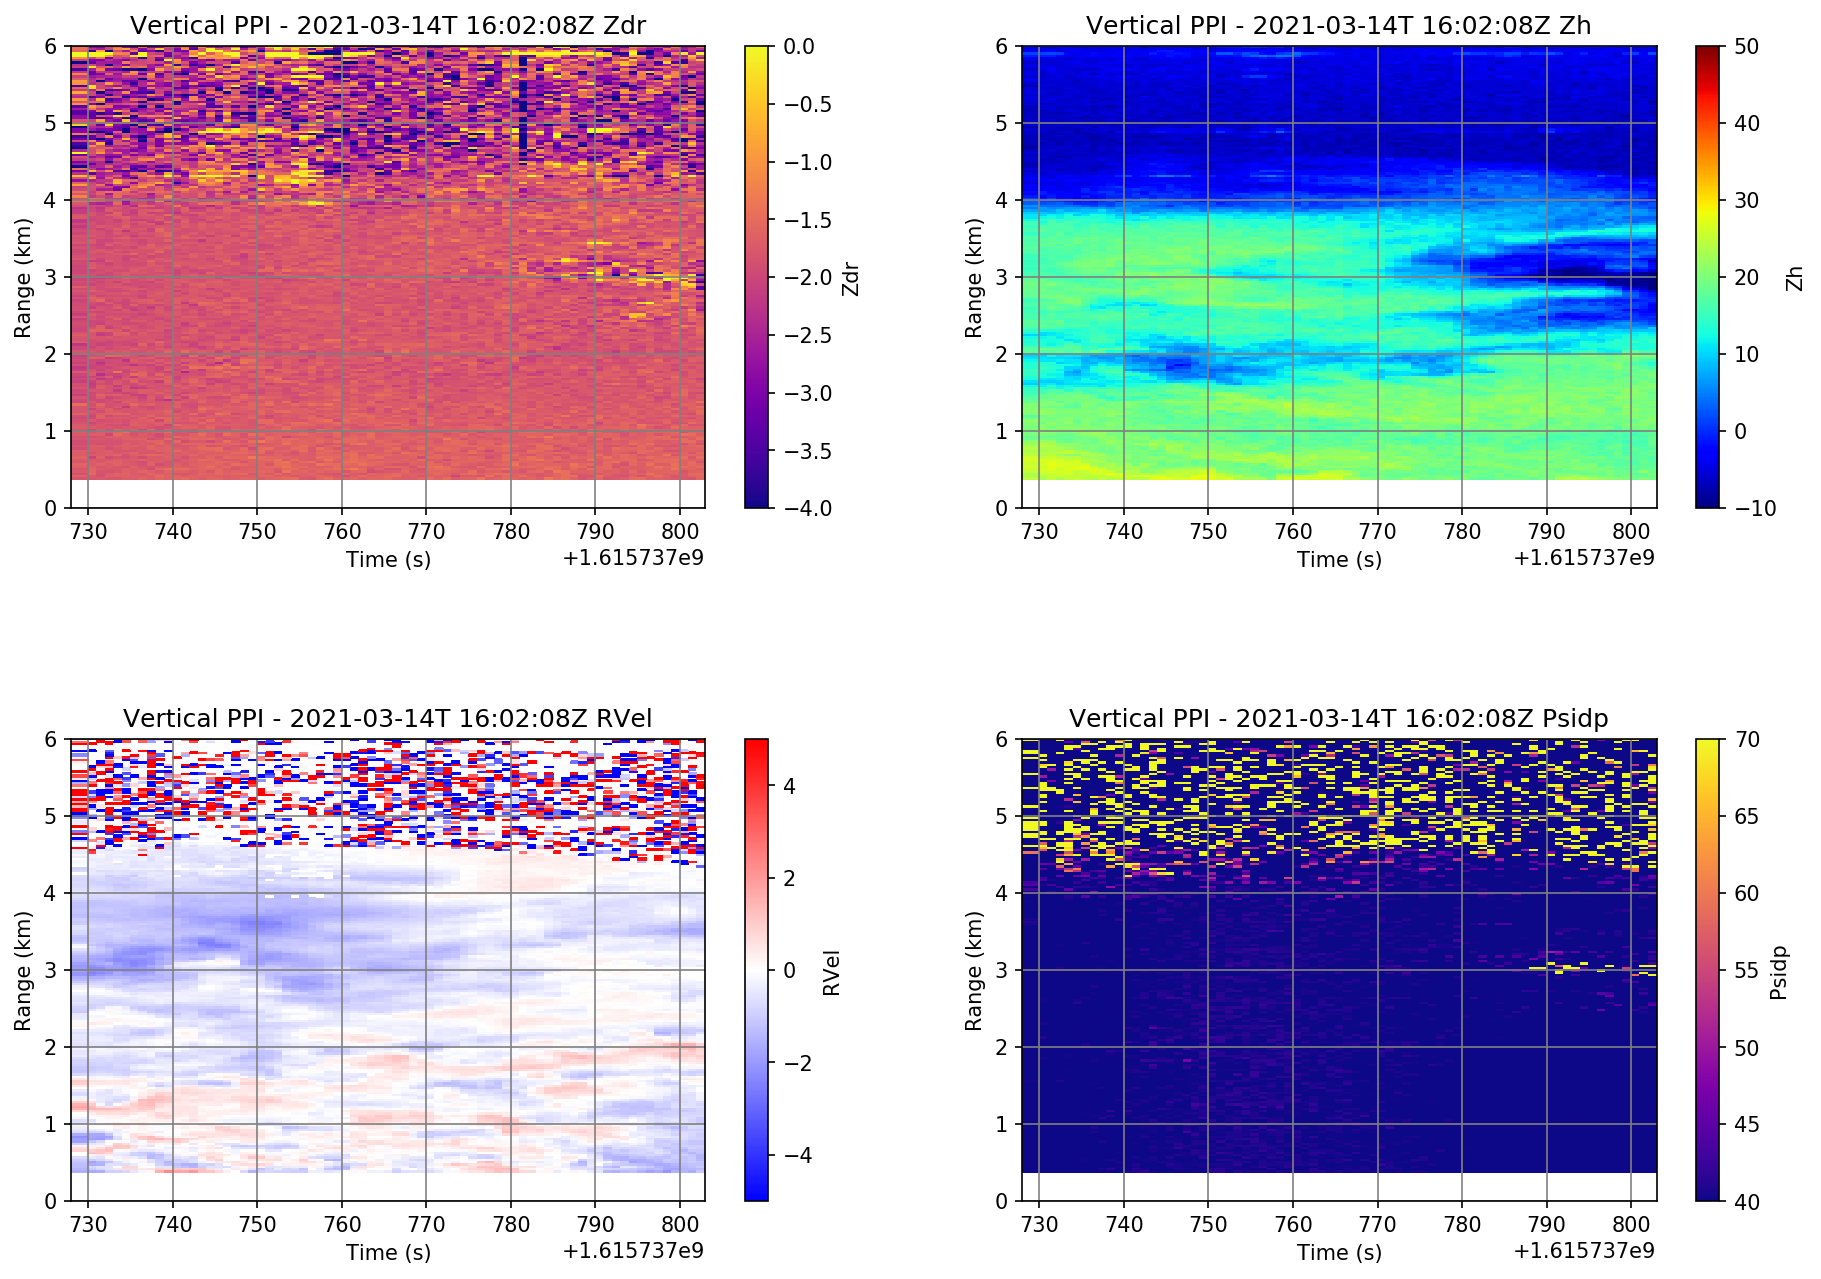 Vertical PPI - 2021-03-14T 16:02:08Z Zdr
6
5
4
3
2
1
0
Range (km)
730 740 750 760 770 780 790 800
Time (s)
+1.615737e9
0.0
−0.5
−1.0
−1.5
−2.0
−2.5
−3.0
−3.5
−4.0
Zdr
Vertical PPI - 2021-03-14T 16:02:08Z Zh
6
5
4
3
2
1
0
Range (km)
730 740 750 760 770 780 790 800
Time (s)
+1.615737e9
50
40
30
20
10
0
−10
Zh
Vertical PPI - 2021-03-14T 16:02:08Z RVel
6
5
4
3
2
1
0
Range (km)
730 740 750 760 770 780 790 800
Time (s)
+1.615737e9
4
2
0
−2
−4
RVel
Vertical PPI - 2021-03-14T 16:02:08Z Psidp
6
5
4
3
2
1
0
Range (km)
730 740 750 760 770 780 790 800
Time (s)
+1.615737e9
70
65
60
55
50
45
40
Psidp